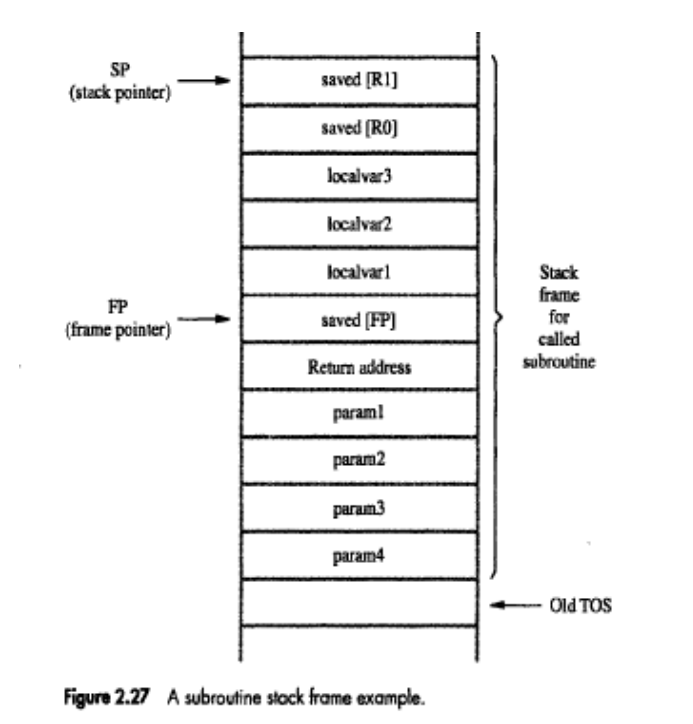 SP
(stack pointer)
saved [R1]
saved [R0]
localvar3
localvar2
localvar1
FP
(frame pointer)
saved [FP]
Return address
param1
param2
param3
param4
Stack
frame
for
called
subroutine
Old TOS
Figure 2.27 A subroutine stack frame example.